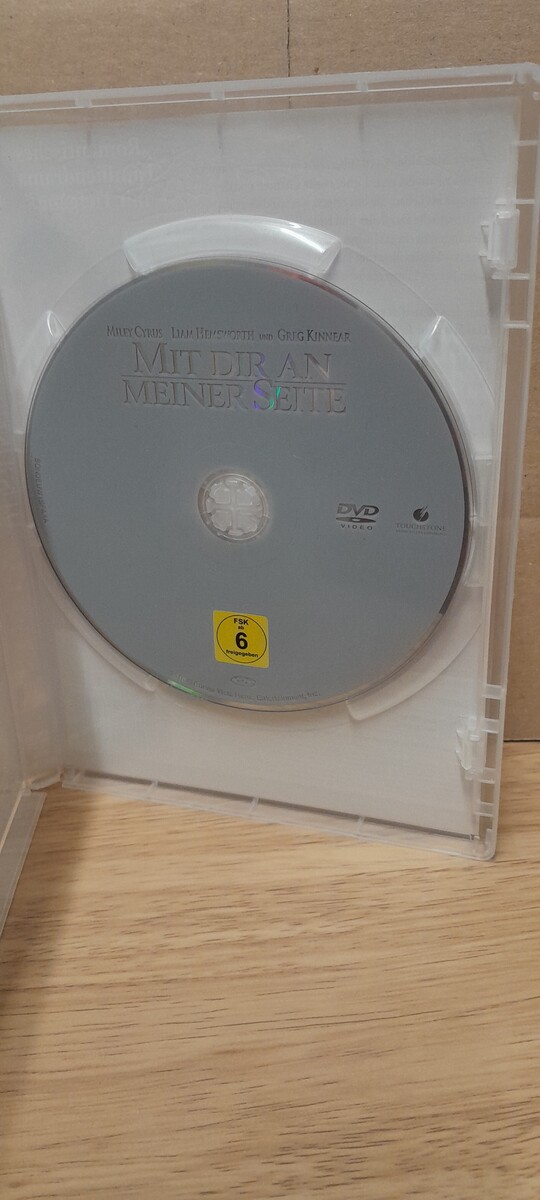 MILEY CYRUS LIAM HEMSWORTH UND GREG KINNEAR
MIT DIR AN
MEINER SEITE
DVD
VIDEO
TOUCHSTONE
FSK
ab
6
freigegeben